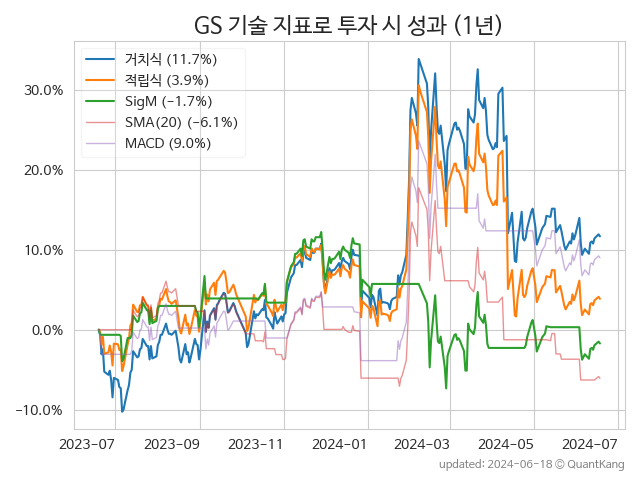 GS 기술 지표로 투자 시 성과 (1년)
거치식 (11.7%)
적립식 (3.9%)
SigM (−1.7%)
SMA(20) (−6.1%)
MACD (9.0%)
30.0%
20.0%
10.0%
0.0%
−10.0%
2023-07 2023-09 2023-11 2024-01 2024-03 2024-05 2024-07
updated: 2024-06-18 @ QuantKang